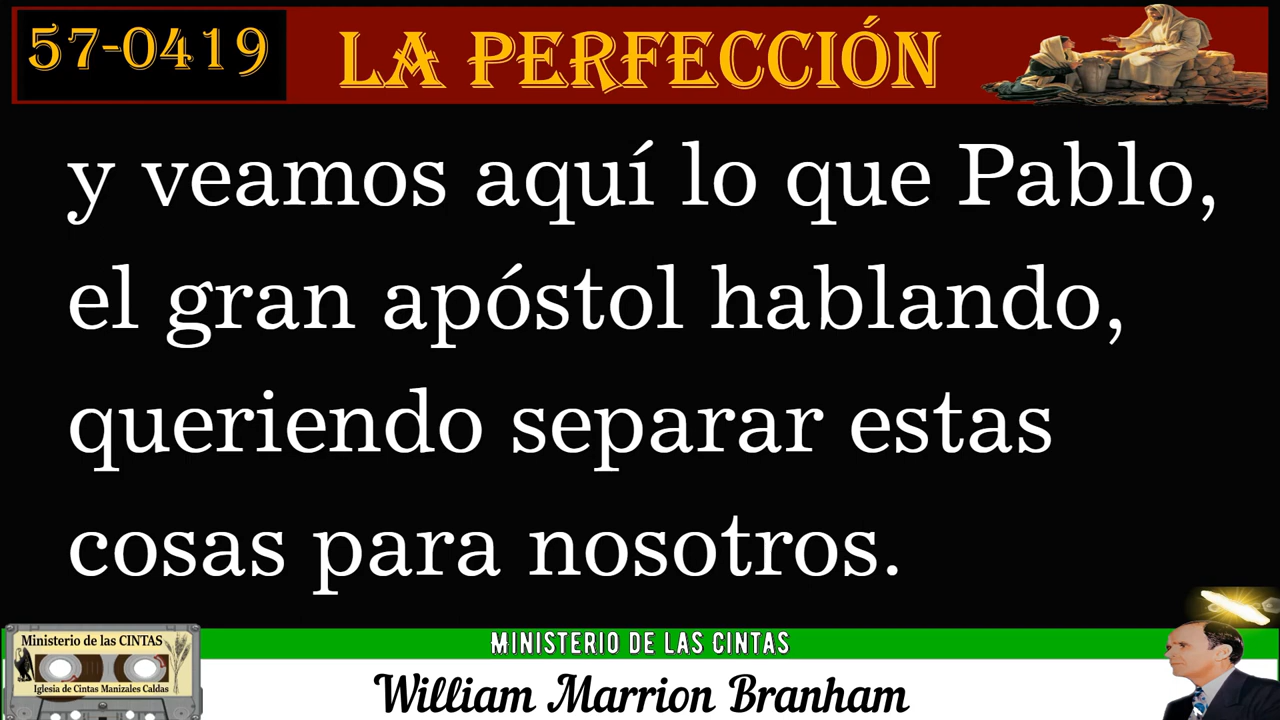 57-0419
LA PERFECCIÓN
y veamos aquí lo que Pablo,
el gran apóstol hablando,
queriendo separar estas
cosas para nosotros.
MINISTERIO DE LAS CINTAS
Ministerio de las CINTAS
Iglesia de Cintas Manizales Caldas
William Marrion Branham